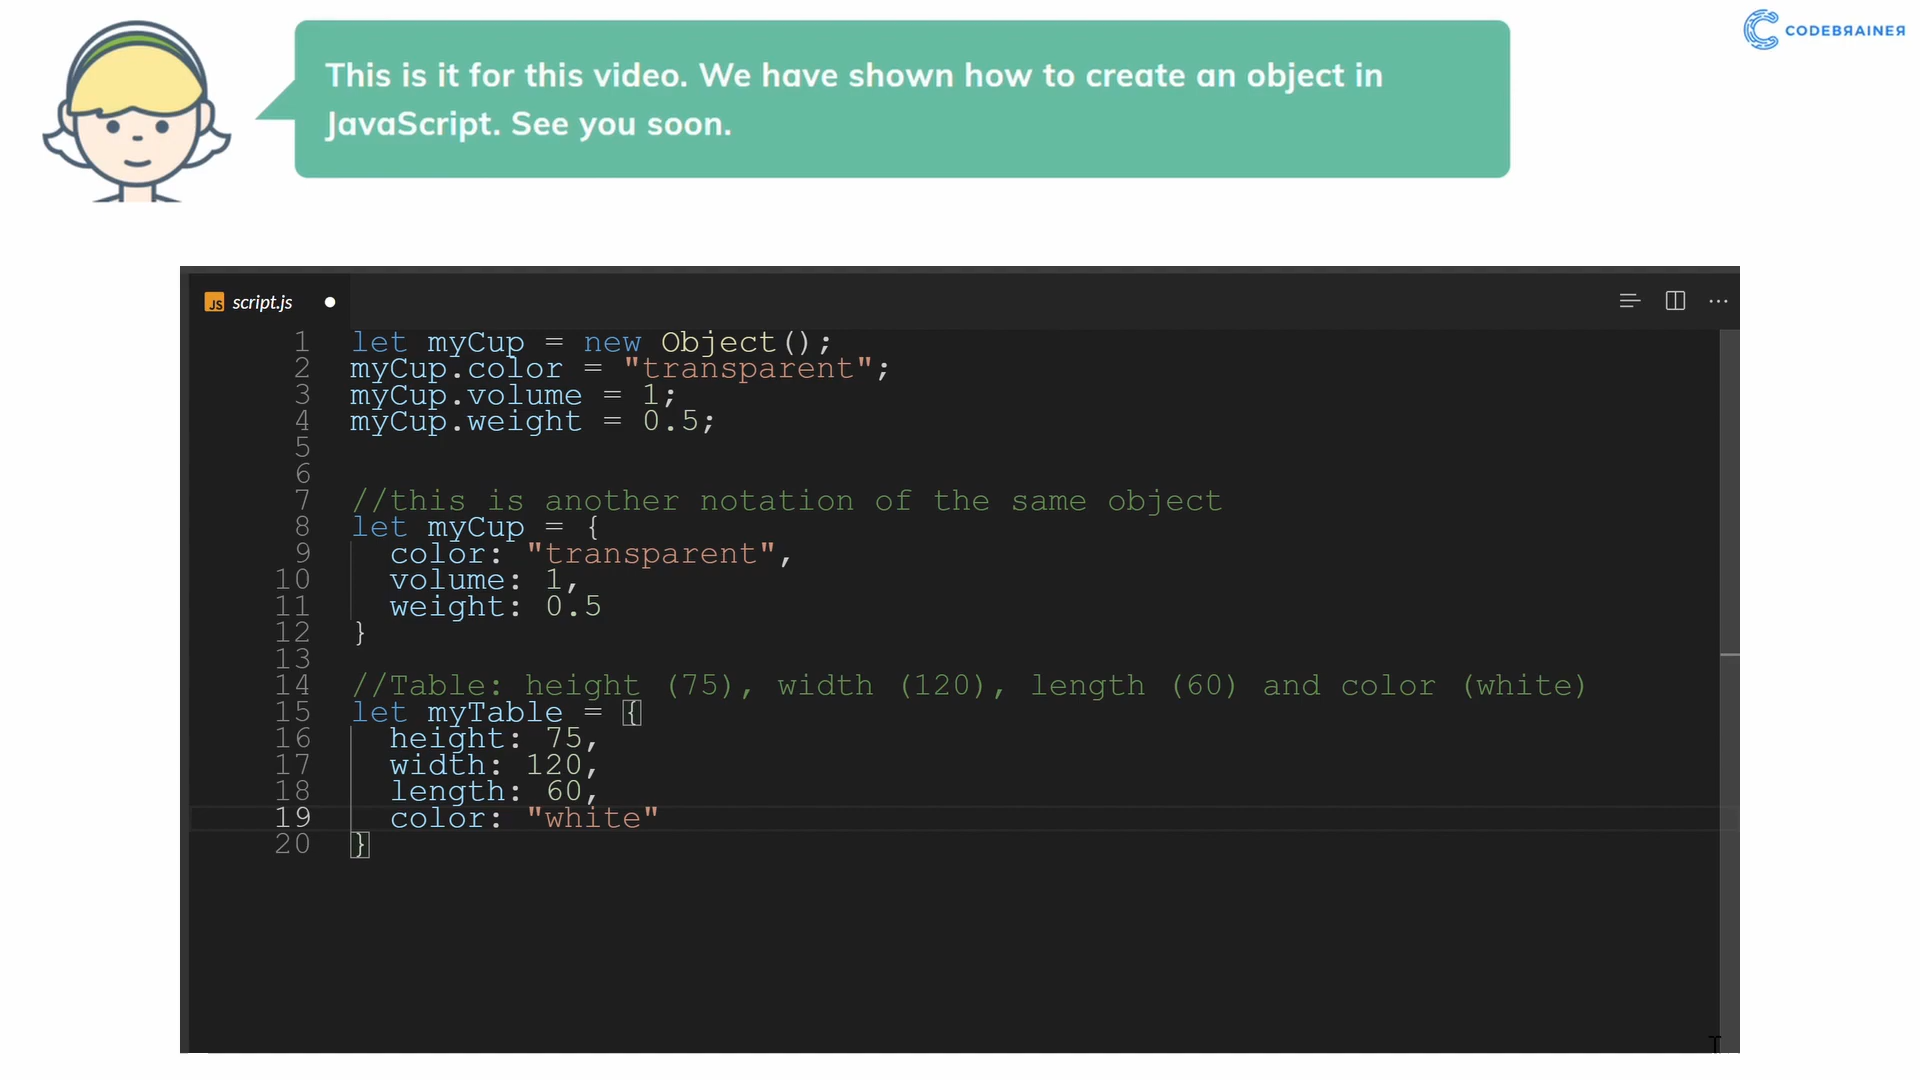 This is it for this video. We have shown how to create an object in
JavaScript. See you soon.
CODEBRAINER
JS script.js
1 let myCup = new Object();
2 myCup.color = "transparent";
3 myCup.volume = 1;
4 myCup.weight = 0.5;
5
6
7 //this is another notation of the same object
8 let myCup = {
9   color: "transparent",
10   volume: 1,
11   weight: 0.5
12 }
13
14 //Table: height (75), width (120), length (60) and color (white)
15 let myTable = {
16   height: 75,
17   width: 120,
18   length: 60,
19   color: "white"
20 }